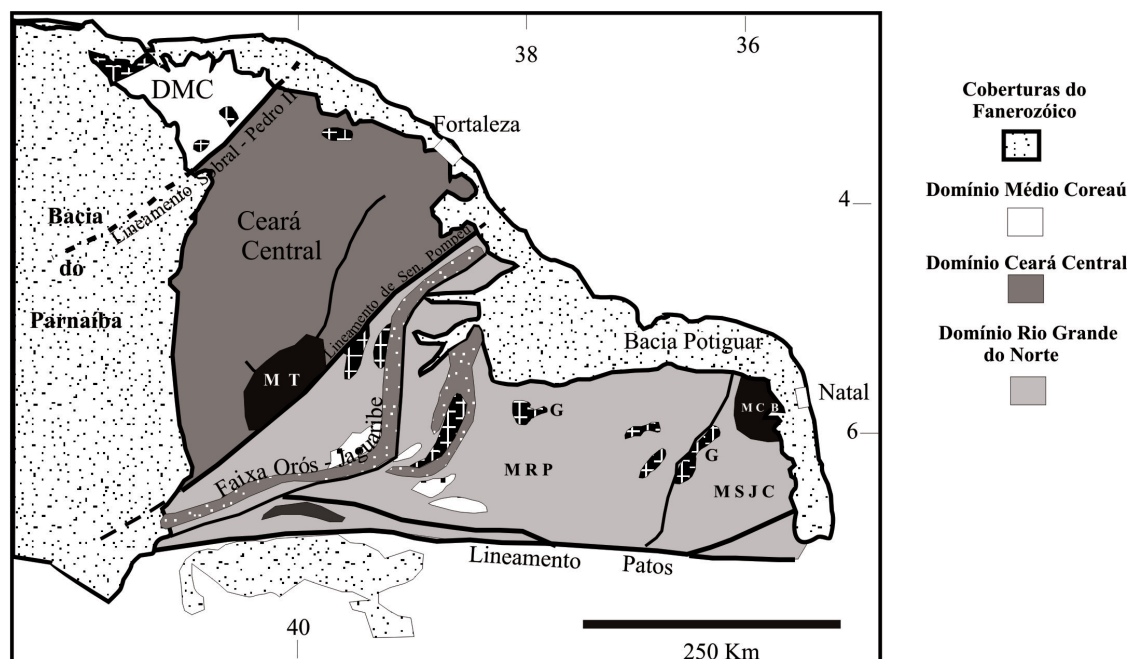 38
36
DMC
Fortaleza
Lineamento Sobral - Pedro II
4
Bacia
do
Parnaíba
Ceará
Central
Lineamento de Sen. Pompeu
Bacia Potiguar
M T
Natal
M C B
G
6
Faixa Orós - Jaguaribe
M R P
G
M S J C
Lineamento Patos
40
250 Km
Coberturas do
Fanerozóico
Domínio Médio Coreaú
Domínio Ceará Central
Domínio Rio Grande
do Norte